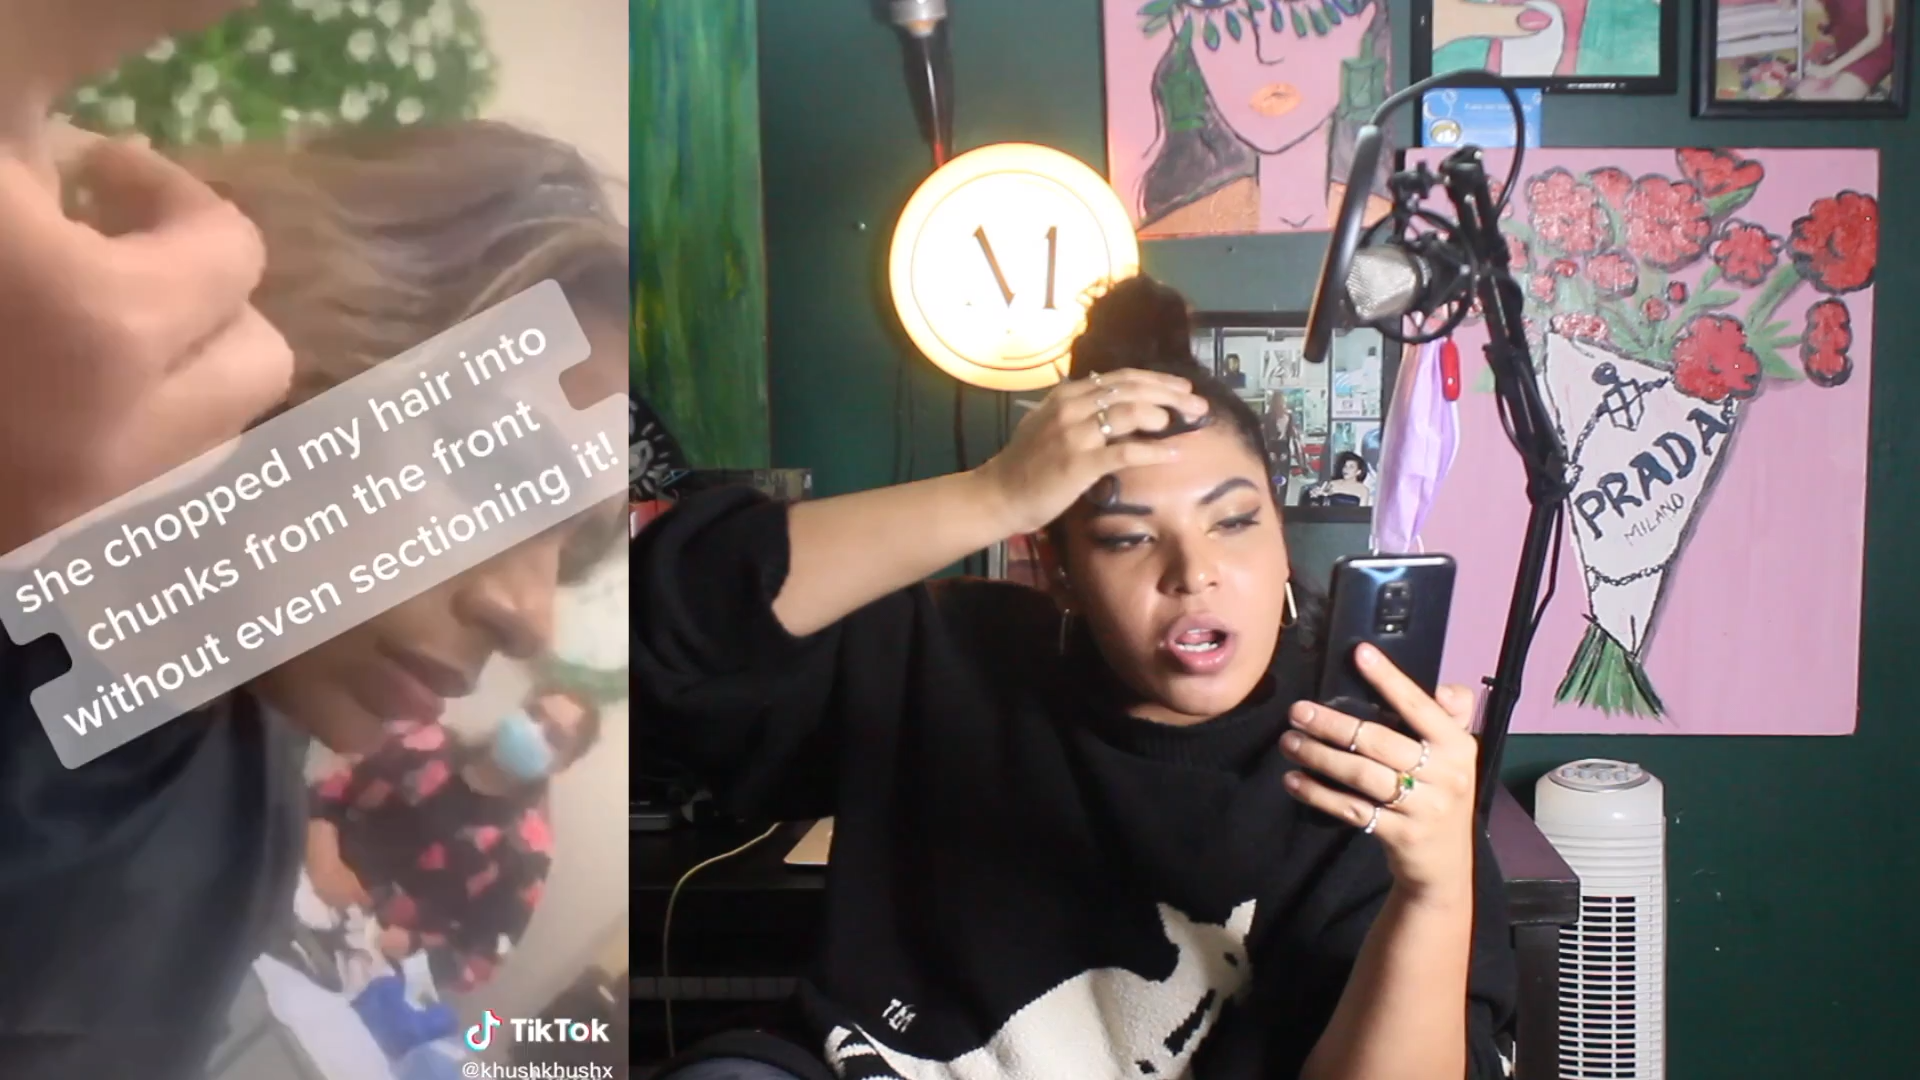 she chopped my hair into
chunks from the front
without even sectioning it!
TikTok
@khushkhushx
M
PRADA
MILANO